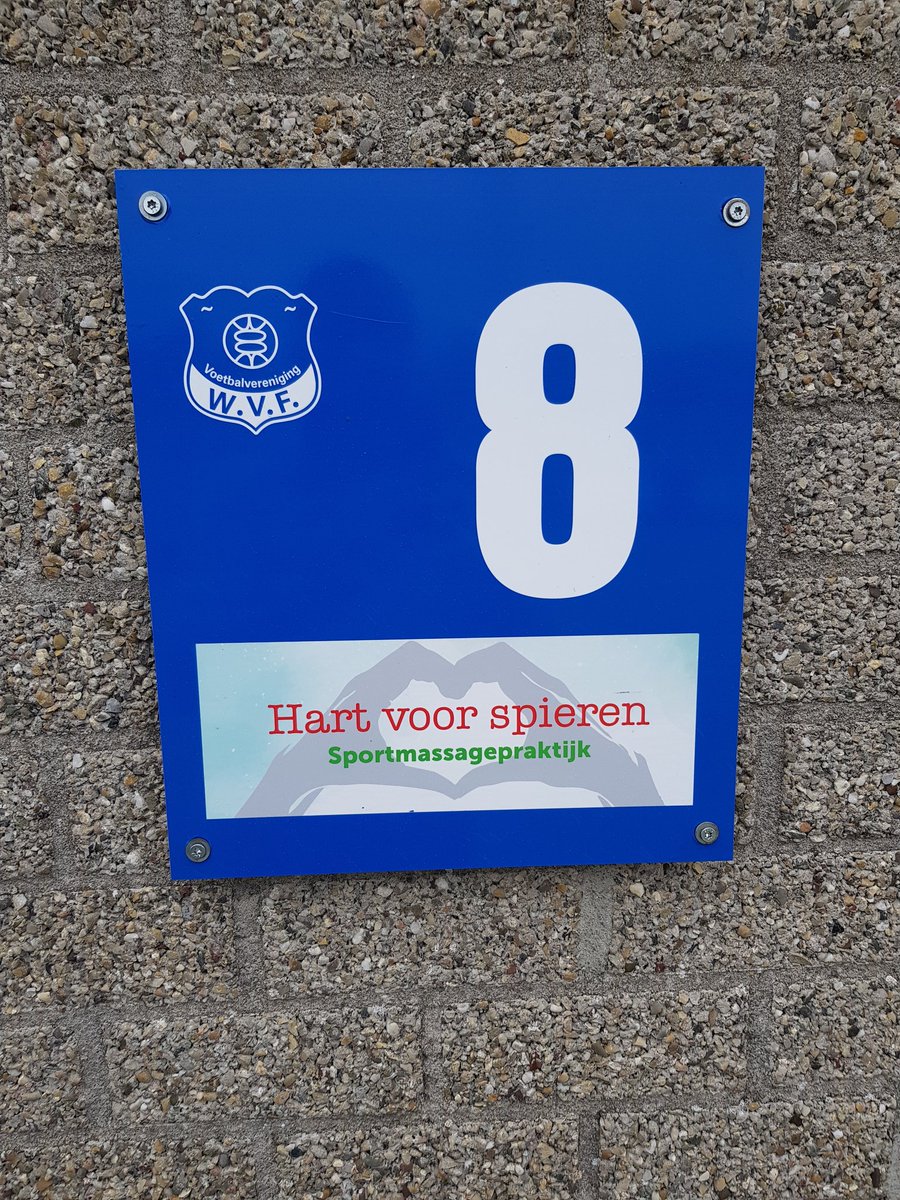 Voetbalvereniging
W.V.F.
8
Hart voor spieren
Sportmassagepraktijk